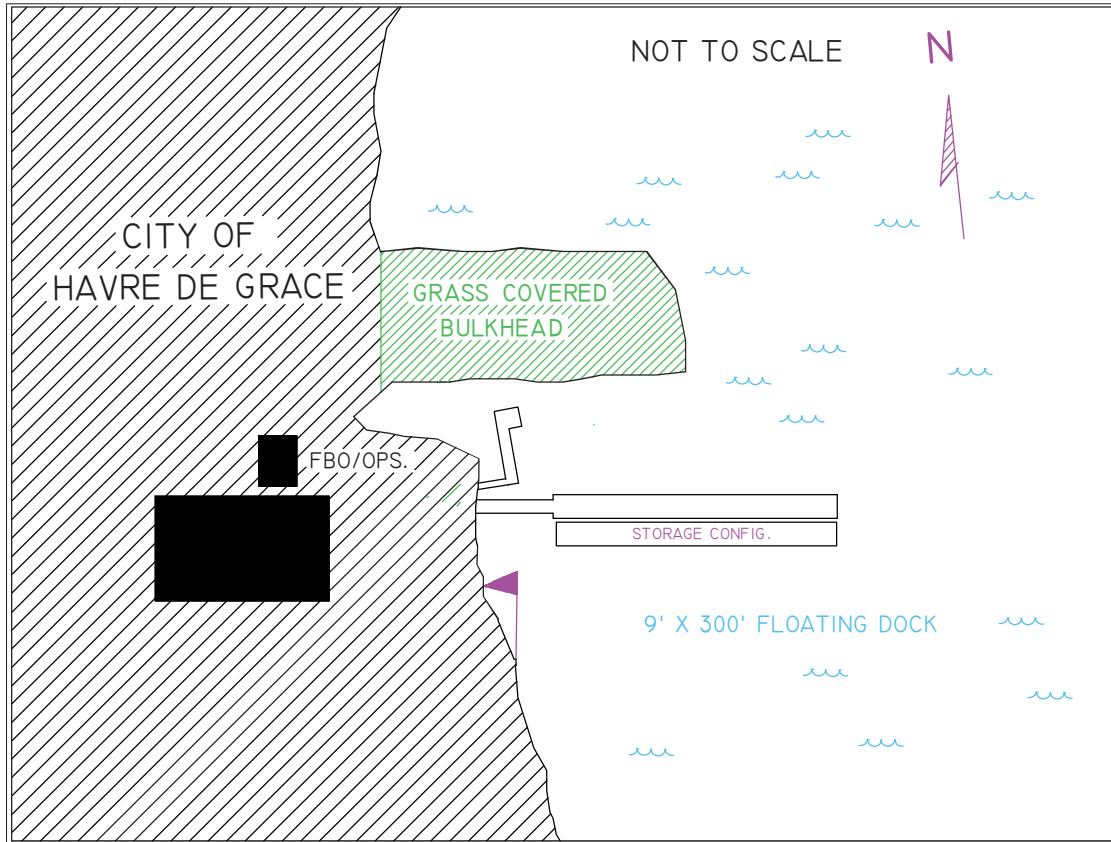 NOT TO SCALE
N
CITY OF
HAVRE DE GRACE
GRASS COVERED
BULKHEAD
FBO/OPS.
STORAGE CONFIG.
9' X 300' FLOATING DOCK